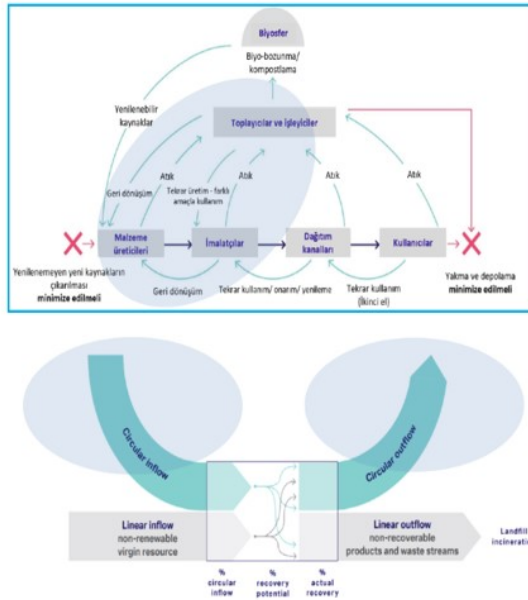 Biyosfer
Biyo-bozunma/
kompostlama
Yenilenebilir
kaynaklar
Toplayıcılar ve işleyiciler
Atık
Geri dönüşüm
Tekrar üretim - farklı
amaçla kullanım
Atık
Atık
Atık
Malzeme
üreticileri
İmalatçılar
Dağıtım
kanalları
Kullanıcılar
Yenilenemeyen yeni kaynakların
çıkarılması
minimize edilmeli
Geri dönüşüm
Tekrar kullanım/ onarım/ yenileme
Tekrar kullanım
(İkinci el)
Yakma ve depolama
minimize edilmeli
Circular inflow
Circular outflow
Linear inflow
non-renewable
virgin resource
Linear outflow
non-recoverable
products and waste streams
Landfill
incineration
%
circular
inflow
%
recovery
potential
%
actual
recovery